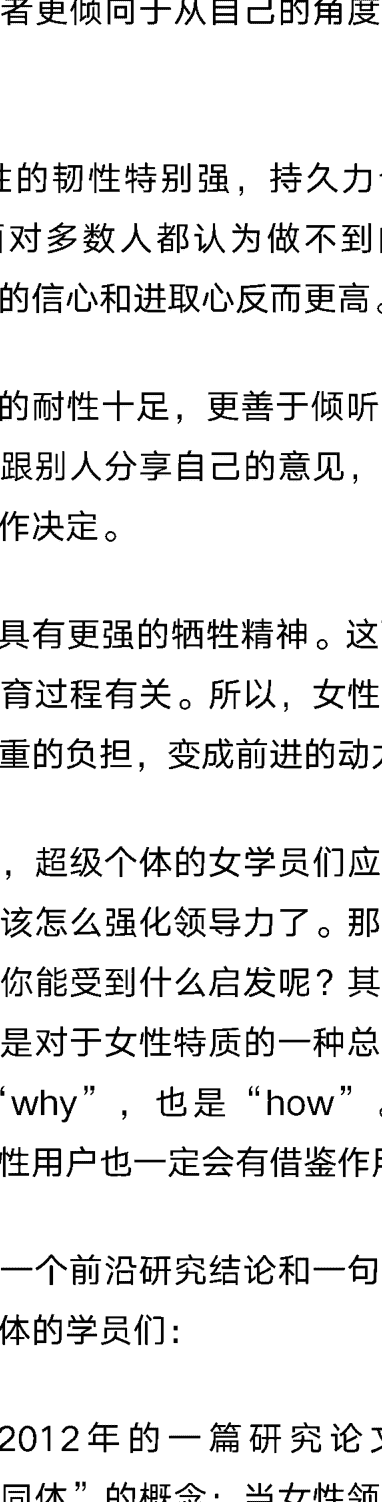 者更倾向于从自己的角度
性的韧性特别强，持久力
面对多数人都认为做不到
的信心和进取心反而更高。
的耐性十足，更善于倾听
跟别人分享自己的意见，
作决定。
具有更强的牺牲精神。这
育过程有关。所以，女性
重的负担，变成前进的动力
，超级个体的女学员们应
该怎么强化领导力了。那
你能受到什么启发呢？其
是对于女性特质的一种总
“why”，也是“how”。
性用户也一定会有借鉴作用
一个前沿研究结论和一句
体的学员们：
2012年的一篇研究论文
同体”的概念：当女性领